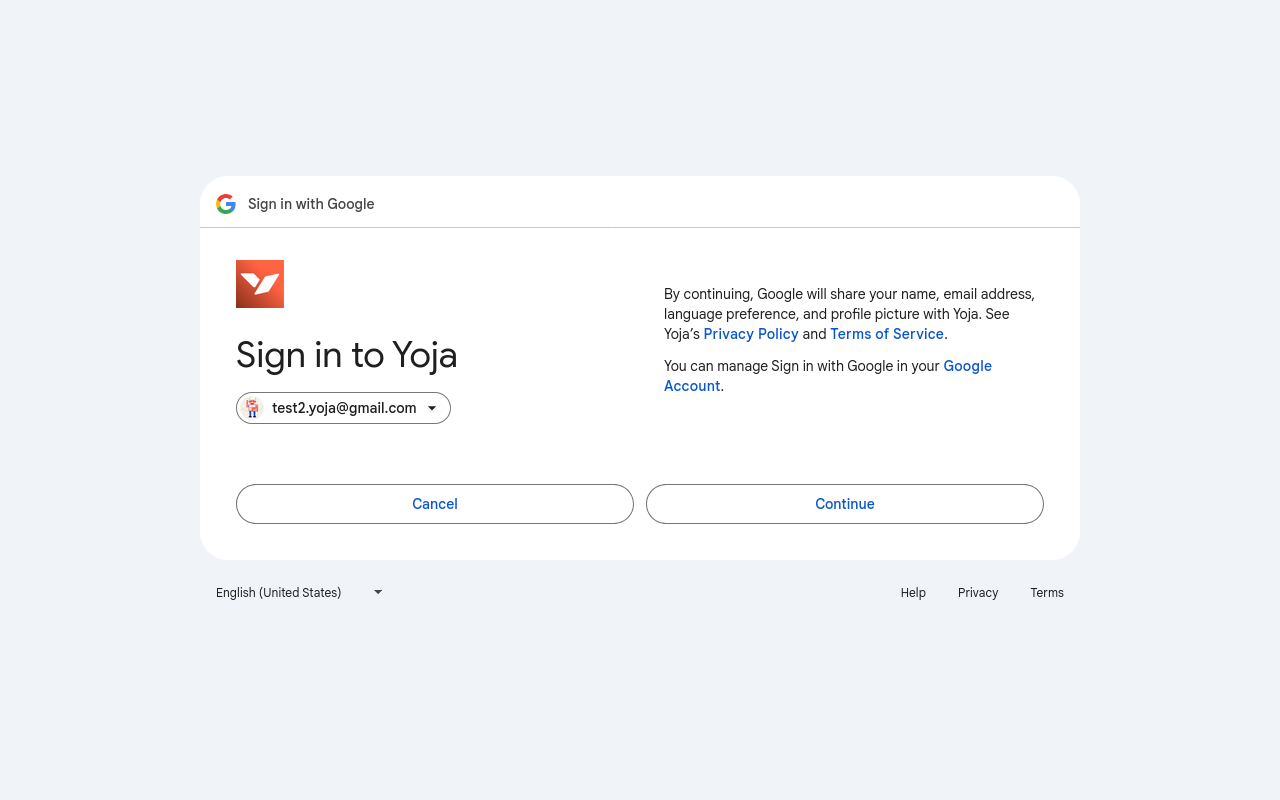 Sign in with Google
Sign in to Yoja
test2.yoja@gmail.com
By continuing, Google will share your name, email address,
language preference, and profile picture with Yoja. See
Yoja’s Privacy Policy and Terms of Service.
You can manage Sign in with Google in your Google
Account.
Cancel
Continue
English (United States)
Help
Privacy
Terms